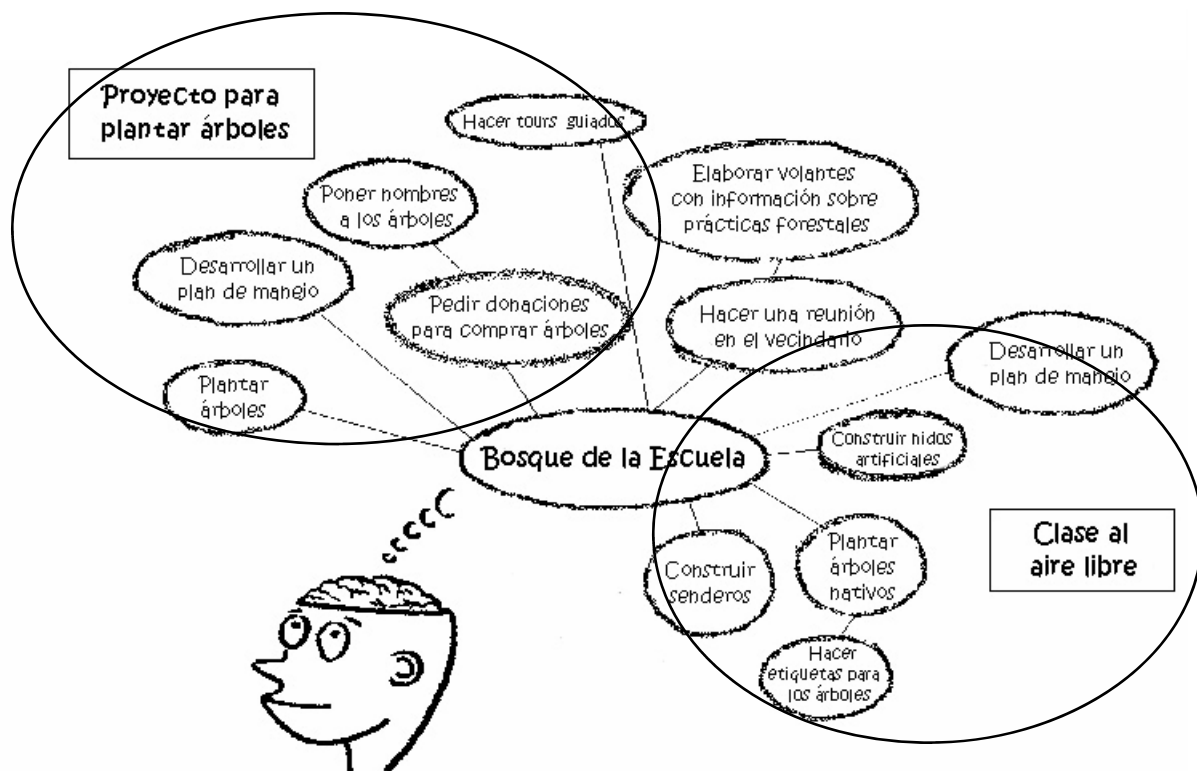 Proyecto para
plantar árboles
Hacer tours guiados
Elaborar volantes
con información sobre
prácticas forestales
Poner nombres
a los árboles
Desarrollar un
plan de manejo
Pedir donaciones
para comprar árboles
Hacer una reunión
en el vecindario
Desarrollar un
plan de manejo
Plantar
árboles
Bosque de la Escuela
Construir nidos
artificiales
Construir
senderos
Plantar
árboles
nativos
Clase al
aire libre
Hacer
etiquetas para
los árboles